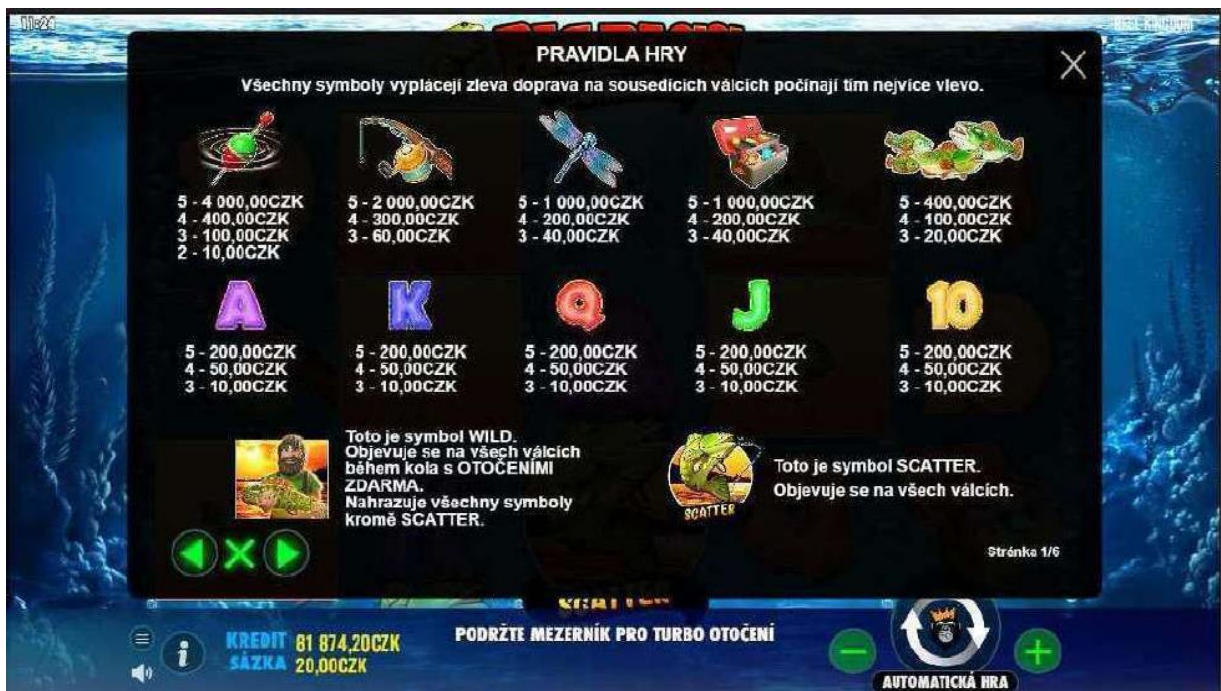 11:24
PRAVIDLA HRY
Všechny symboly vyplácejí zleva doprava na sousedících válcích počínají tím nejvíce vlevo.
5 - 4 000,00CZK
4 - 400,00CZK
3 - 100,00CZK
2 - 10,00CZK
5 - 2 000,00CZK
4 - 300,00CZK
3 - 60,00CZK
5 - 1 000,00CZK
4 - 200,00CZK
3 - 40,00CZK
5 - 1 000,00CZK
4 - 200,00CZK
3 - 40,00CZK
5 - 400,00CZK
4 - 100,00CZK
3 - 20,00CZK
A
K
Q
J
10
5 - 200,00CZK
4 - 50,00CZK
3 - 10,00CZK
5 - 200,00CZK
4 - 50,00CZK
3 - 10,00CZK
5 - 200,00CZK
4 - 50,00CZK
3 - 10,00CZK
5 - 200,00CZK
4 - 50,00CZK
3 - 10,00CZK
5 - 200,00CZK
4 - 50,00CZK
3 - 10,00CZK
Toto je symbol WILD.
Objevuje se na všech válcích
během kola s OTOČENÍMI
ZDARMA.
Nahrazuje všechny symboly
kromě SCATTER.
SCATTER
Toto je symbol SCATTER.
Objevuje se na všech válcích.
Stránka 1/6
SCATTER
KREDIT 81 874,20CZK
SÁZKA 20,00CZK
PODRŽTE MEZERNÍK PRO TURBO OTOČENÍ
AUTOMATICKÁ HRA